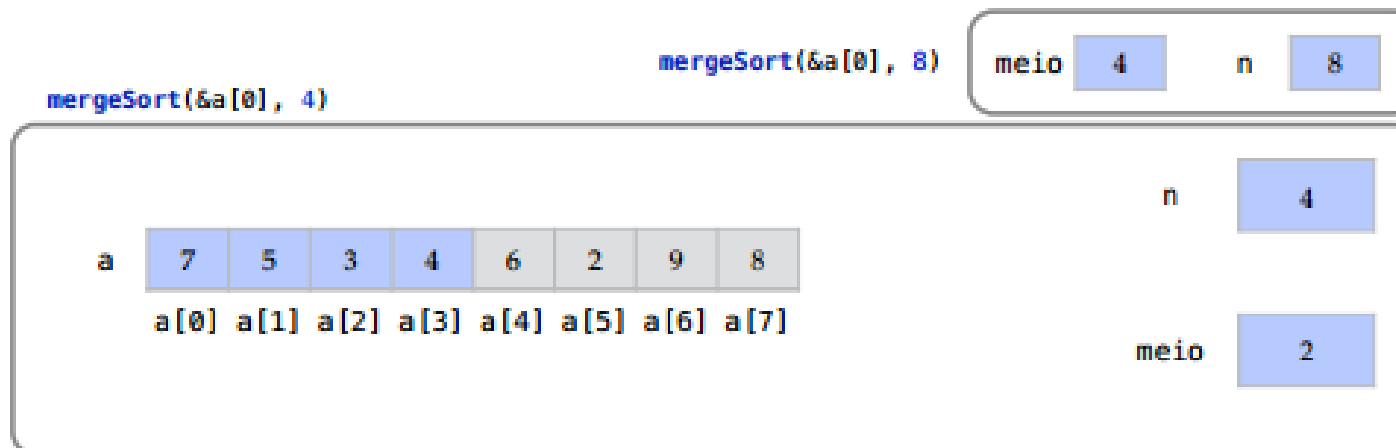 mergeSort(&a[0], 8) meio 4 n 8
mergeSort(&a[0], 4)
n 4
a 7 5 3 4 6 2 9 8
a[0] a[1] a[2] a[3] a[4] a[5] a[6] a[7]
meio 2